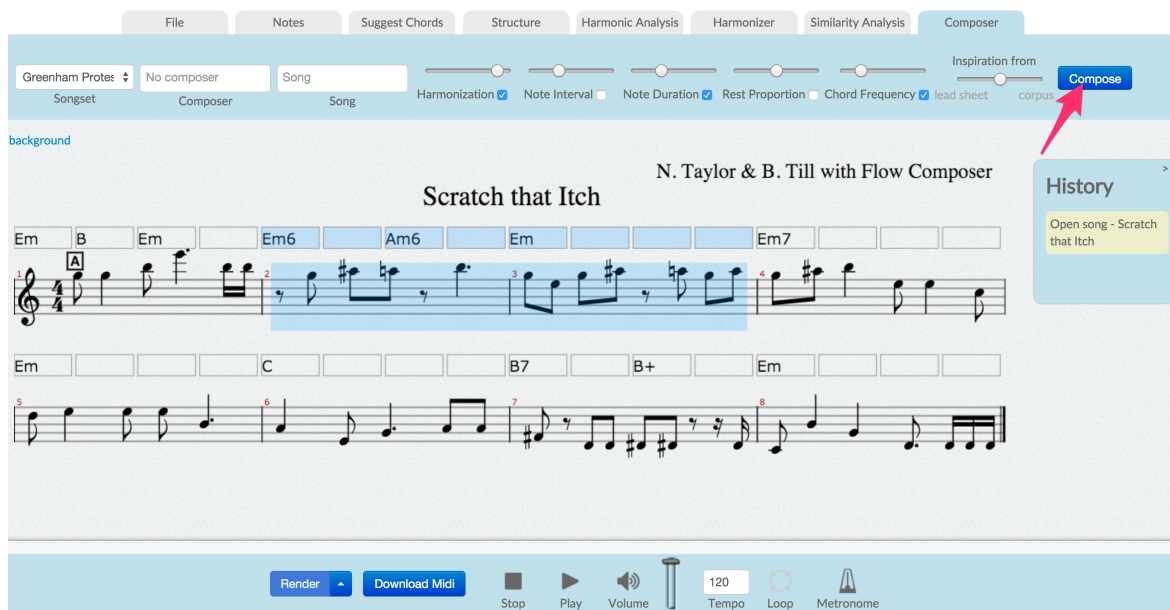 File Notes Suggest Chords Structure Harmonic Analysis Harmonizer Similarity Analysis Composer
Inspiration from
Greenham Protes No composer Song Compose
Harmonization Note Interval Note Duration Rest Proportion Chord Frequency lead sheet corpus
Songset Composer Song
background
N. Taylor & B. Till with Flow Composer
>
History
Scratch that Itch
Open song - Scratch
that Itch
Em B Em Em6 Am6 Em Em7
A
1 2 3 4
4
4
Em C B7 B+ Em
5 6 7 8
Render Download Midi 120
Stop Play Volume Tempo Loop Metronome